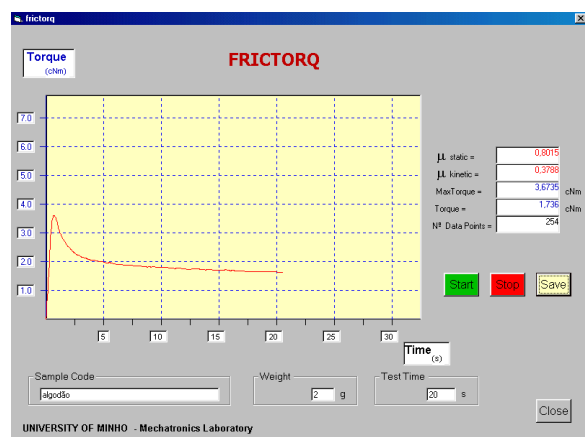 frictorq
Torque
(cNm)
FRICTORQ
7.0
6.0
5.0
4.0
3.0
2.0
1.0
5
10
15
20
25
30
Time
(s)
μ static = 0,8015
μ kinetic = 0,3788
MaxTorque = 3,6735 cNm
Torque = 1,736 cNm
Nº Data Points = 254
Start
Stop
Save
Sample Code
algodão
Weight
2 g
Test Time
20 s
Close
UNIVERSITY OF MINHO - Mechatronics Laboratory